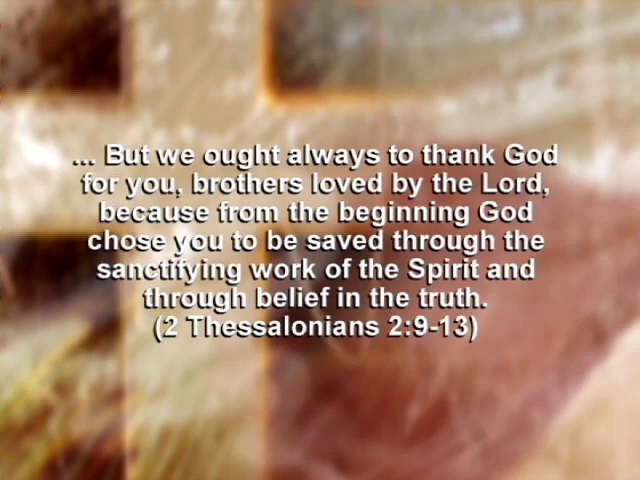 ... But we ought always to thank God
for you, brothers loved by the Lord,
because from the beginning God
chose you to be saved through the
sanctifying work of the Spirit and
through belief in the truth.
(2 Thessalonians 2:9-13)